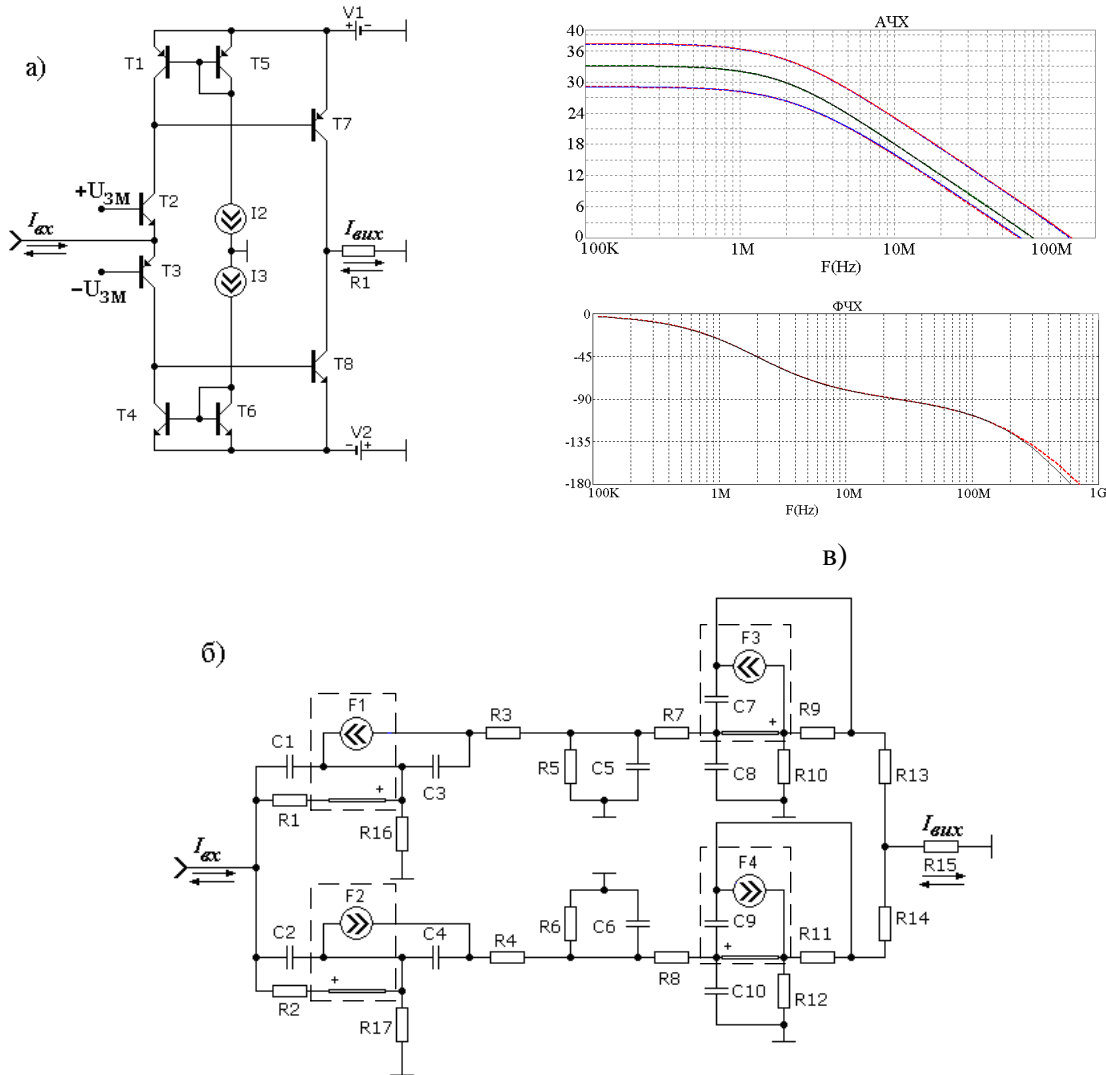 а)
V1
+ -
T1
T5
T7
+U ЗМ
T2
I вх
I2
I вих
R1
T3
I3
−U ЗМ
T8
T4
T6
V2
- +
АЧХ
40
36
30
24
18
12
6
0
100K 1M 10M 100M
F(Hz)
ФЧХ
0
-45
-90
-135
-180
100K 1M 10M 100M 1G
F(Hz)
в)
б)
F1
F3
C1
R3
R7
C7
+
R9
R5
C5
C3
C8
R10
R13
R1
+
R16
I вх
I вих
R15
F2
F4
C2
C4
R4
R6
C6
R8
C9
+
R11
R14
R2
+
R17
C10
R12